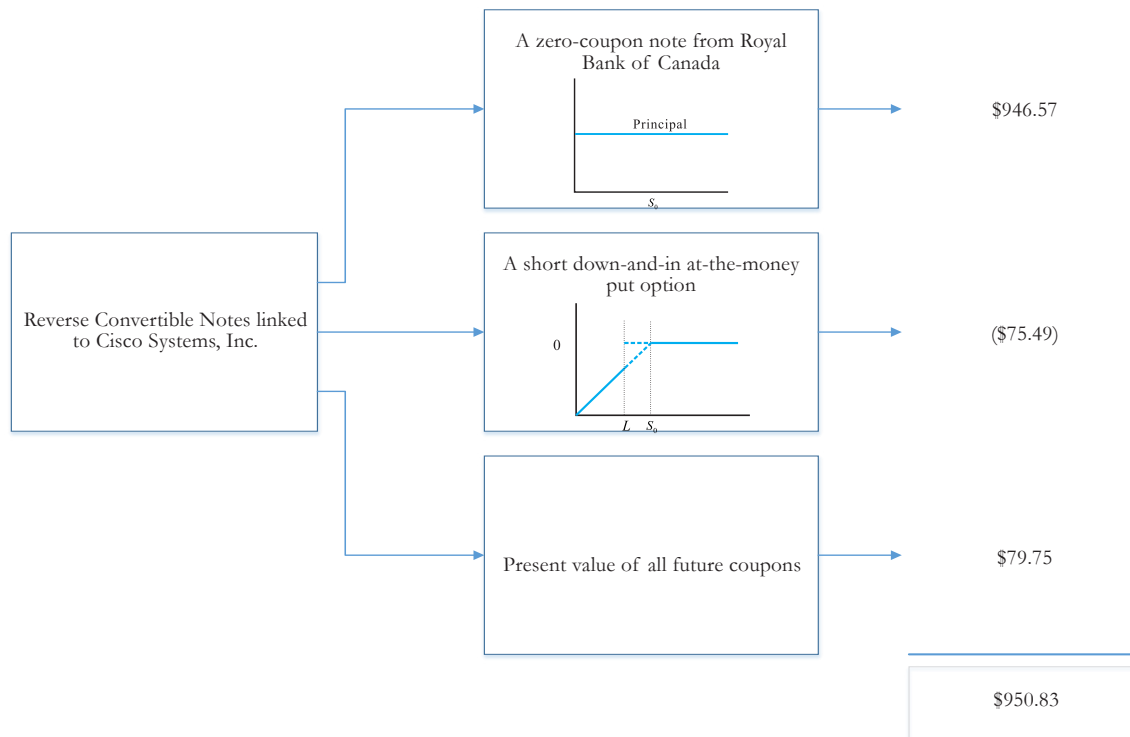 A zero-coupon note from Royal
Bank of Canada
Principal
S₀
$946.57
Reverse Convertible Notes linked
to Cisco Systems, Inc.
A short down-and-in at-the-money
put option
0
L S₀
($75.49)
Present value of all future coupons
$79.75
$950.83